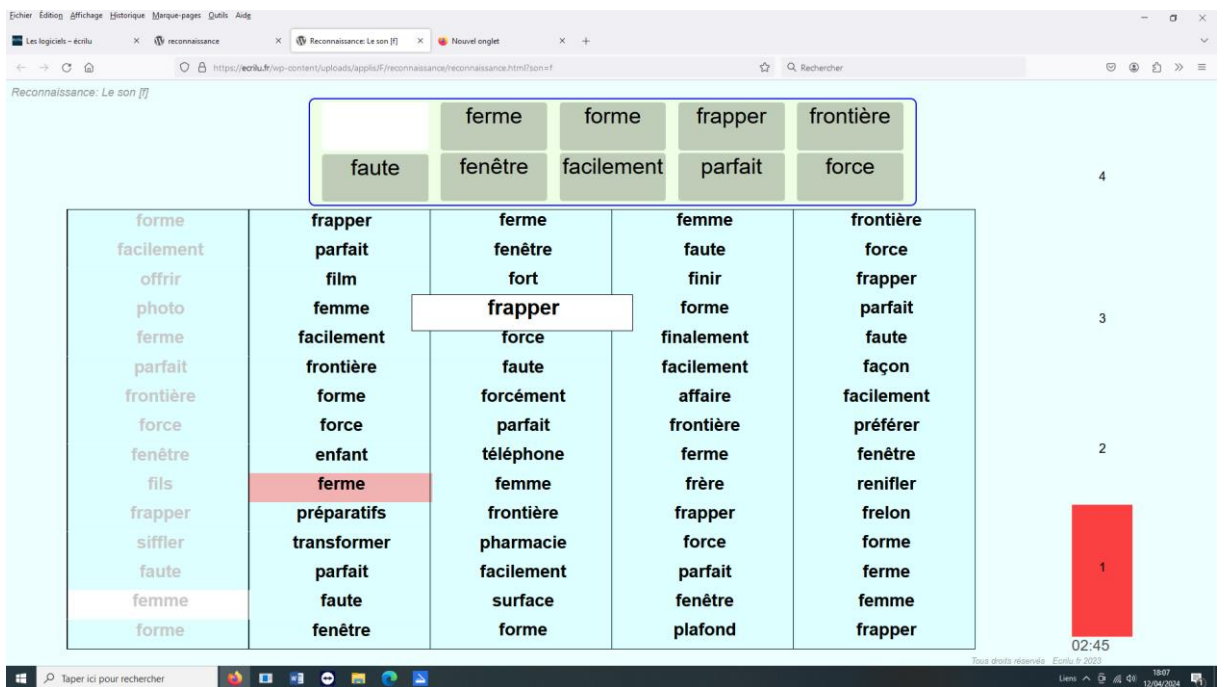 Fichier Édition Affichage Historique Marque-pages Outils Aide
Les logiciels – écrilu × reconnaissance × Reconnaissance: Le son [f] × Nouvel onglet × +
https://ecrilu.fr/wp-content/uploads/applisJF/reconnaissance/reconnaissance.html?son=f Rechercher
Reconnaissance: Le son [f]
ferme forme frapper frontière
faute fenêtre facilement parfait force
4
forme frapper ferme femme frontière
facilement parfait fenêtre faute force
offrir film fort finir frapper
photo femme frapper forme parfait
3
ferme facilement force finalement faute
parfait frontière faute facilement façon
frontière forme forcément affaire facilement
force force parfait frontière préférer
fenêtre enfant téléphone ferme fenêtre
2
fils ferme femme frère renifler
frapper préparatifs frontière frapper frelon
siffler transformer pharmacie force forme
faute parfait facilement parfait ferme
1
femme faute surface fenêtre femme
forme fenêtre forme plafond frapper
02:45
Tous droits réservés Ecrilu.fr 2023
Taper ici pour rechercher
Liens
18:07
12/04/2024